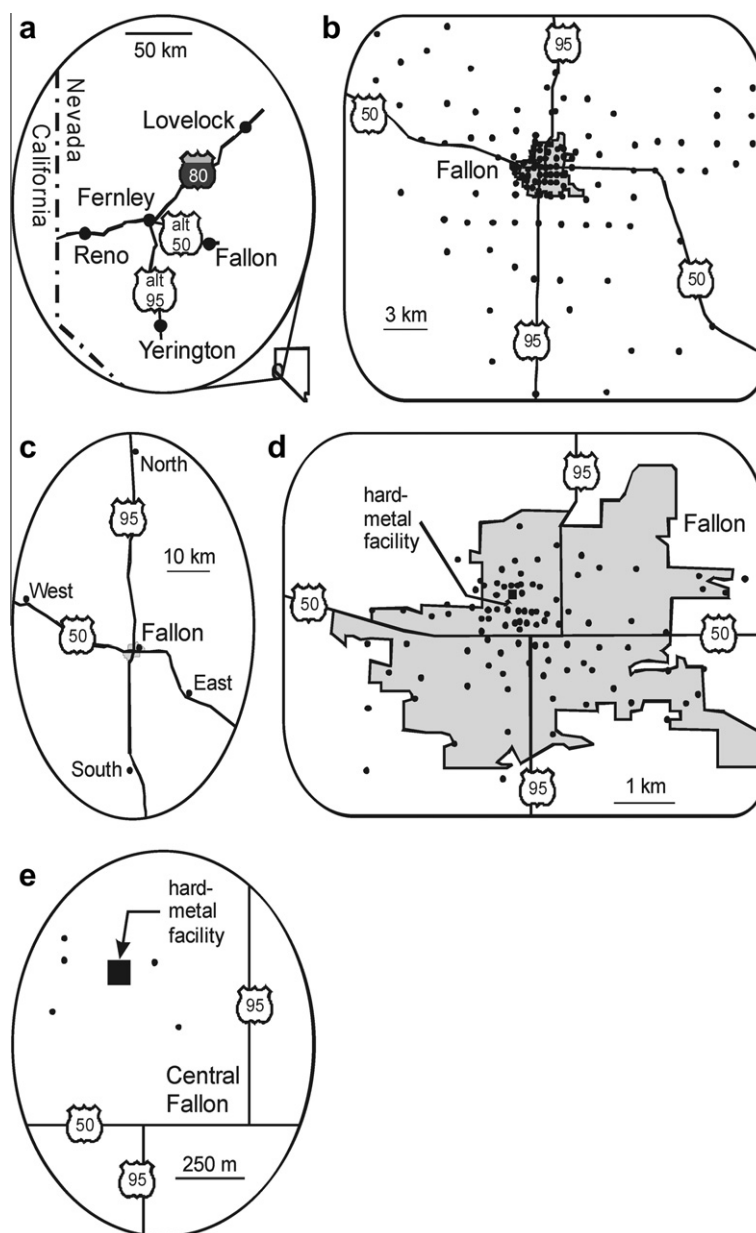 a
50 km
Nevada
California
Lovelock
80
Fernley
alt
50
Reno
Fallon
alt
95
Yerington
b
95
50
Fallon
50
3 km
95
c
North
95
10 km
West
50
Fallon
East
South
d
95
hard-
metal
facility
Fallon
50
50
95
1 km
e
hard-
metal
facility
95
Central
Fallon
50
95
250 m